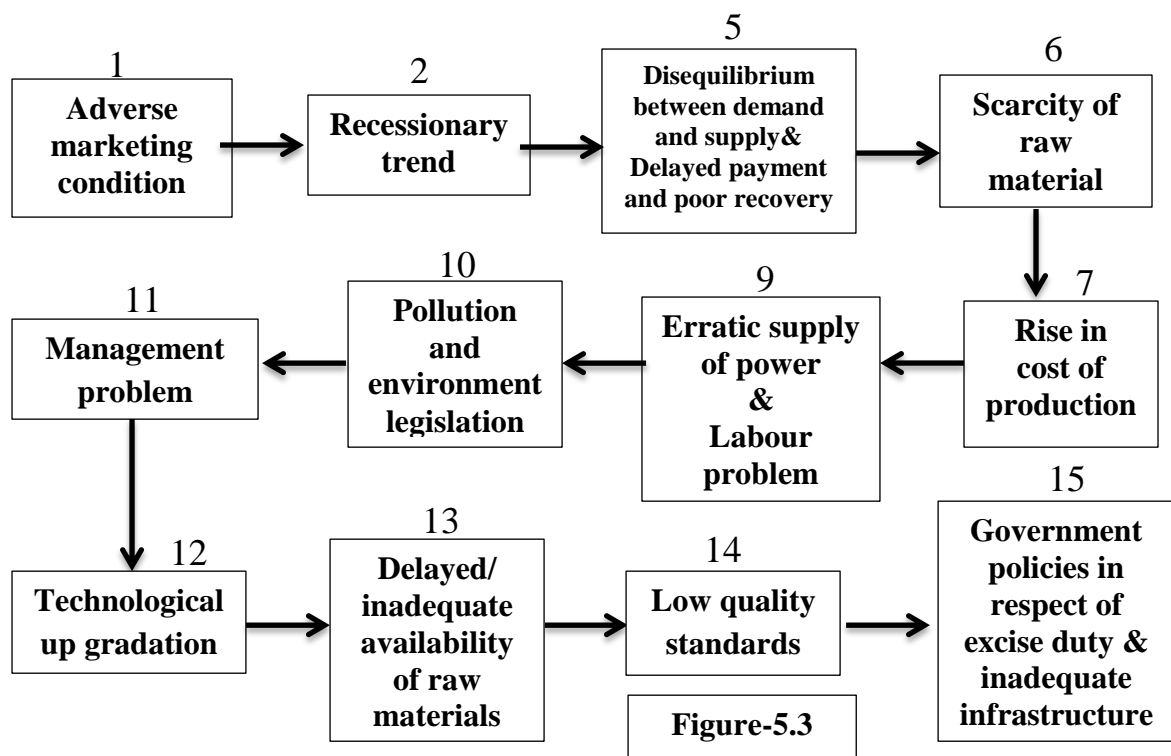 1
Adverse
marketing
condition
2
Recessionary
trend
5
Disequilibrium
between demand
and supply&
Delayed payment
and poor recovery
6
Scarcity of
raw
material
7
Rise in
cost of
production
9
Erratic supply
of power
&
Labour
problem
10
Pollution
and
environment
legislation
11
Management
problem
12
Technological
up gradation
13
Delayed/
inadequate
availability
of raw
materials
14
Low quality
standards
15
Government
policies in
respect of
excise duty &
inadequate
infrastructure
Figure-5.3